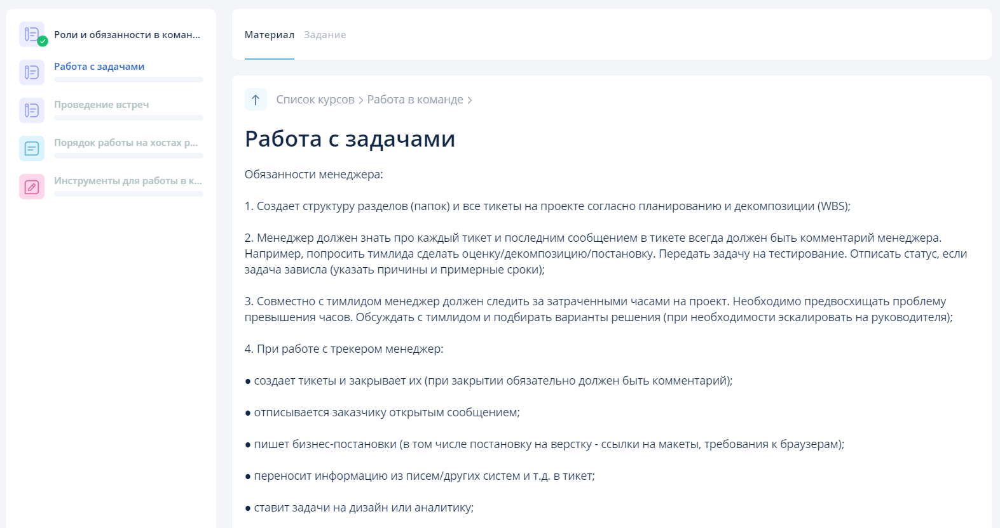 Роли и обязанности в коман...
Работа с задачами
Проведение встреч
Порядок работы на хостах р...
Инструменты для работы в к...
Материал Задание
Список курсов > Работа в команде >
Работа с задачами
Обязанности менеджера:
1. Создает структуру разделов (папок) и все тикеты на проекте согласно планированию и декомпозиции (WBS);
2. Менеджер должен знать про каждый тикет и последним сообщением в тикете всегда должен быть комментарий менеджера.
Например, попросить тимлида сделать оценку/декомпозицию/постановку. Передать задачу на тестирование. Отписать статус, если
задача зависла (указать причины и примерные сроки);
3. Совместно с тимлидом менеджер должен следить за затраченными часами на проект. Необходимо предвосхищать проблему
превышения часов. Обсуждать с тимлидом и подбирать варианты решения (при необходимости эскалировать на руководителя);
4. При работе с трекером менеджер:
● создает тикеты и закрывает их (при закрытии обязательно должен быть комментарий);
● отписывается заказчику открытым сообщением;
● пишет бизнес-постановки (в том числе постановку на верстку - ссылки на макеты, требования к браузерам);
● переносит информацию из писем/других систем и т.д. в тикет;
● ставит задачи на дизайн или аналитику;